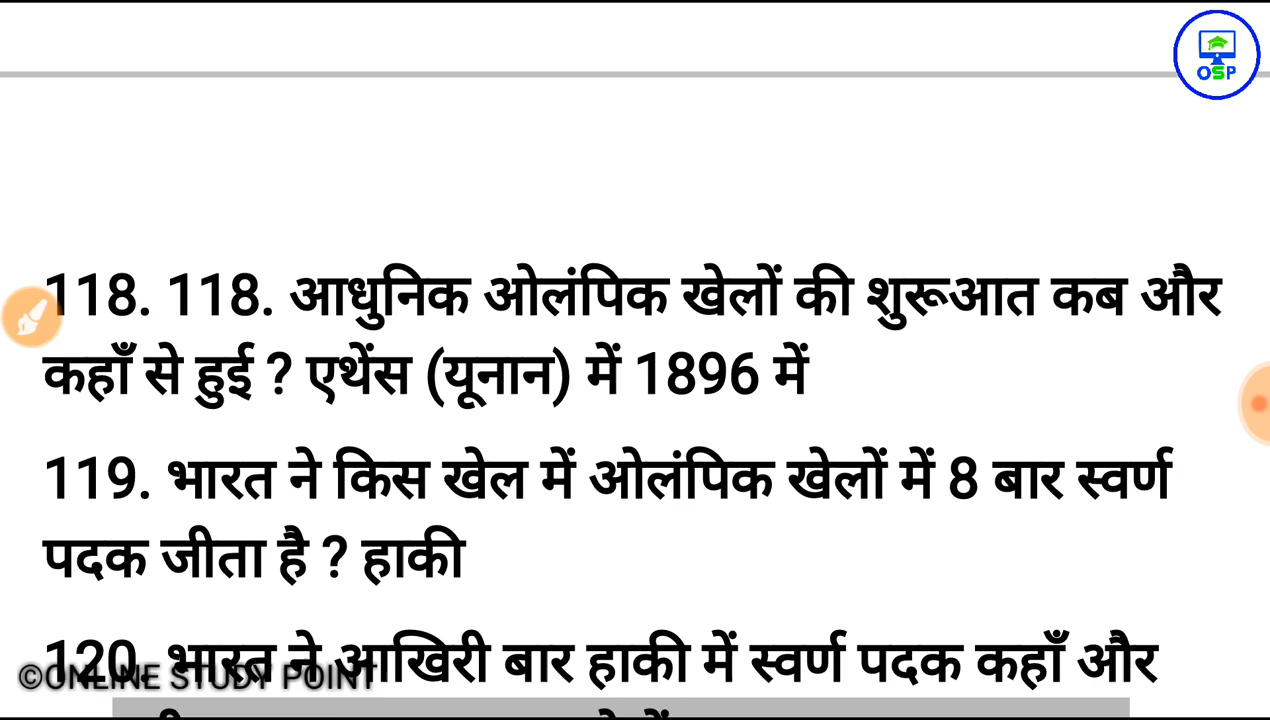 OSP
118. 118. आधुनिक ओलंपिक खेलों की शुरूआत कब और
कहाँ से हुई ? एथेंस (यूनान) में 1896 में
119. भारत ने किस खेल में ओलंपिक खेलों में 8 बार स्वर्ण
पदक जीता है ? हाकी
120. भारत ने आखिरी बार हाकी में स्वर्ण पदक कहाँ और
©ONLINE STUDY POINT